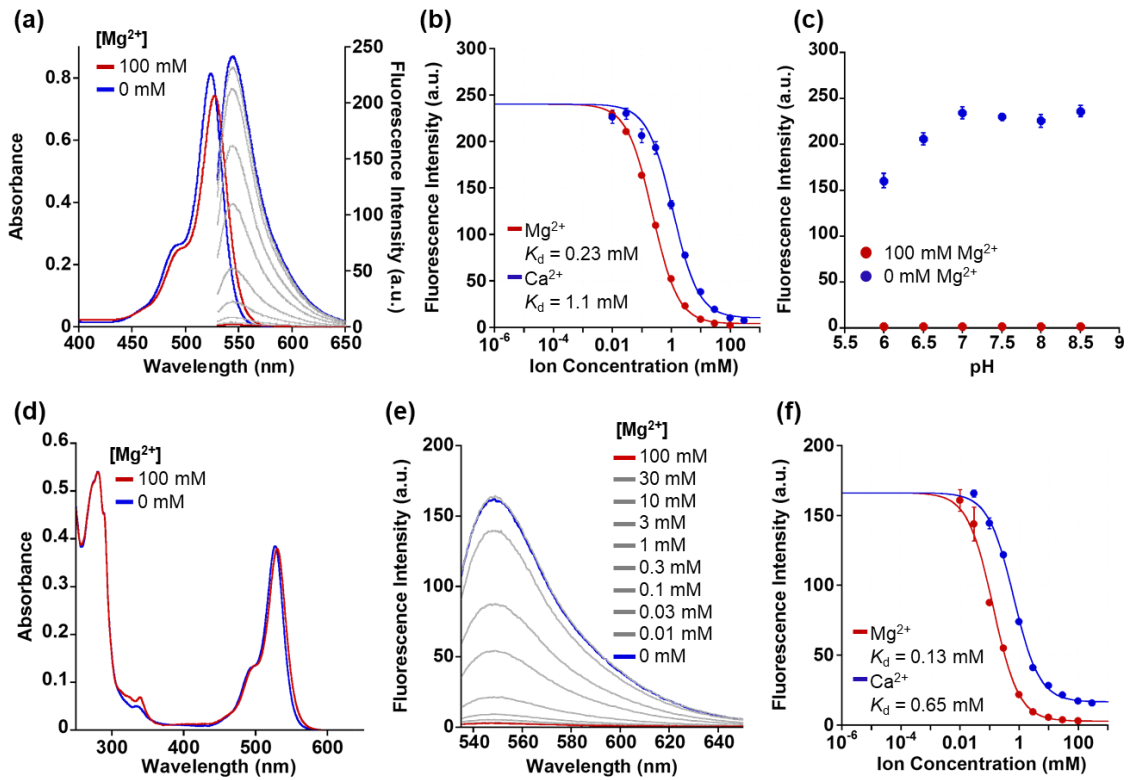 (a)
[Mg2+]
100 mM
0 mM
Absorbance
1
0.8
0.6
0.4
0.2
0
400 450 500 550 600 650
Wavelength (nm)
250
200
150
100
50
0
Fluorescence Intensity (a.u.)
(b)
Fluorescence Intensity (a.u.)
300
250
200
150
100
50
0
Mg2+
Kd = 0.23 mM
Ca2+
Kd = 1.1 mM
10-6 10-4 0.01 1 100
Ion Concentration (mM)
(c)
Fluorescence Intensity (a.u.)
300
250
200
150
100
50
0
100 mM Mg2+
0 mM Mg2+
5.5 6 6.5 7 7.5 8 8.5 9
pH
(d)
[Mg2+]
100 mM
0 mM
Absorbance
0.6
0.5
0.4
0.3
0.2
0.1
0
300 400 500 600
Wavelength (nm)
(e)
Fluorescence Intensity (a.u.)
200
150
100
50
0
[Mg2+]
100 mM
30 mM
10 mM
3 mM
1 mM
0.3 mM
0.1 mM
0.03 mM
0.01 mM
0 mM
540 560 580 600 620 640
Wavelength (nm)
(f)
Fluorescence Intensity (a.u.)
200
150
100
50
0
Mg2+
Kd = 0.13 mM
Ca2+
Kd = 0.65 mM
10-6 10-4 0.01 1 100
Ion Concentration (mM)